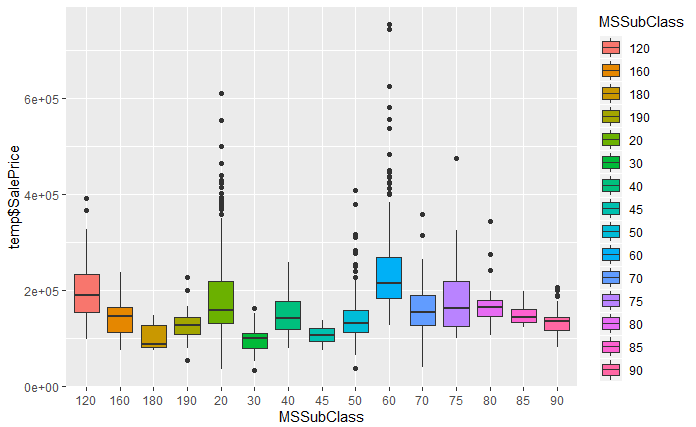 MSSubClass
120
160
180
190
20
30
40
45
50
60
70
75
80
85
90
temp$SalePrice
6e+05
4e+05
2e+05
0e+00
120 160 180 190 20 30 40 45 50 60 70 75 80 85 90
MSSubClass